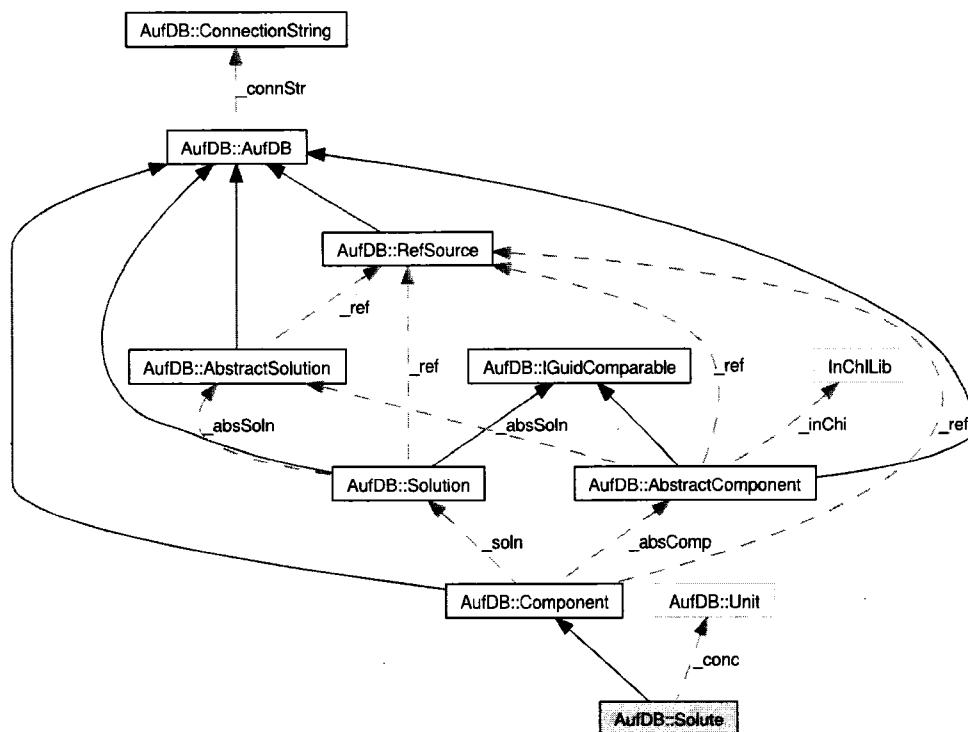 AufDB::ConnectionString
_connStr
AufDB::AufDB
AufDB::RefSource
_ref
AufDB::AbstractSolution
_ref
AufDB::IGuidComparable
_ref
InChILib
_absSoln
_absSoln
_inChi
_ref
AufDB::Solution
AufDB::AbstractComponent
_soln
_absComp
AufDB::Component
AufDB::Unit
_conc
AufDB::Solute